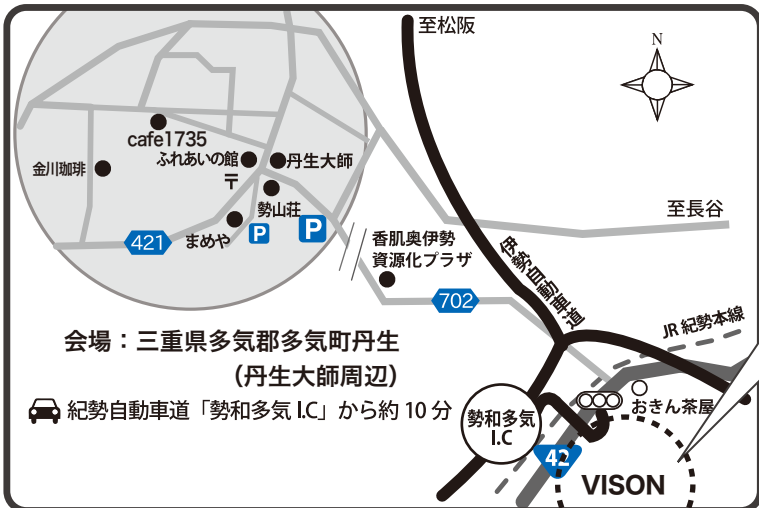 至松阪
N
cafe1735
ふれあいの館
丹生大師
金川珈琲
〒
勢山荘
P
P
421
まめや
至長谷
香肌奥伊勢
資源化プラザ
伊勢自動車道
702
JR 紀勢本線
会場：三重県多気郡多気町丹生
（丹生大師周辺）
紀勢自動車道「勢和多気 I.C」から約 10 分
勢和多気
I.C
おきん茶屋
42
VISON